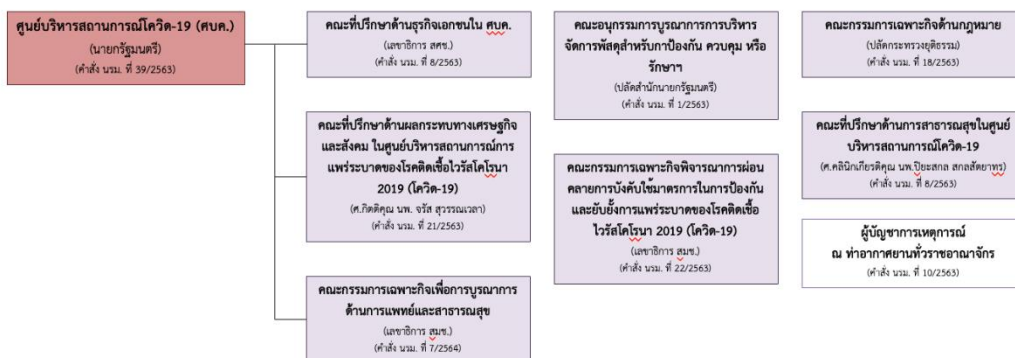 ศูนย์บริหารสถานการณ์โควิด-19 (ศบค.)
(นายกรัฐมนตรี)
(คำสั่ง นรม. ที่ 39/2563)
คณะที่ปรึกษาด้านธุรกิจเอกชนใน ศบค.
(เลขาธิการ สศช.)
(คำสั่ง นรม. ที่ 8/2563)
คณะที่ปรึกษาด้านผลกระทบทางเศรษฐกิจ
และสังคม ในศูนย์บริหารสถานการณ์การ
แพร่ระบาดของโรคติดเชื้อไวรัสโคโรนา
2019 (โควิด-19)
(ศ.กิตติคุณ นพ. จรัส สุวรรณเวลา)
(คำสั่ง นรม. ที่ 21/2563)
คณะกรรมการเฉพาะกิจเพื่อการบูรณาการ
ด้านการแพทย์และสาธารณสุข
(เลขาธิการ สมช.)
(คำสั่ง นรม. ที่ 7/2564)
คณะอนุกรรมการบูรณาการการบริหาร
จัดการพัสดุสำหรับกาป้องกัน ควบคุม หรือ
รักษาฯ
(ปลัดสำนักนายกรัฐมนตรี)
(คำสั่ง นรม. ที่ 1/2563)
คณะกรรมการเฉพาะกิจพิจารณาการผ่อน
คลายการบังคับใช้มาตรการในการป้องกัน
และยับยั้งการแพร่ระบาดของโรคติดเชื้อ
ไวรัสโคโรนา 2019 (โควิด-19)
(เลขาธิการ สมช.)
(คำสั่ง นรม. ที่ 22/2563)
คณะกรรมการเฉพาะกิจด้านกฎหมาย
(ปลัดกระทรวงยุติธรรม)
(คำสั่ง นรม. ที่ 18/2563)
คณะที่ปรึกษาด้านการสาธารณสุขในศูนย์
บริหารสถานการณ์โควิด-19
(ศ.คลินิกเกียรติคุณ นพ.ปิยะสกล สกลสัตยาทร)
(คำสั่ง นรม. ที่ 8/2563)
ผู้บัญชาการเหตุการณ์
ณ ท่าอากาศยานทั่วราชอาณาจักร
(คำสั่ง นรม. ที่ 10/2563)